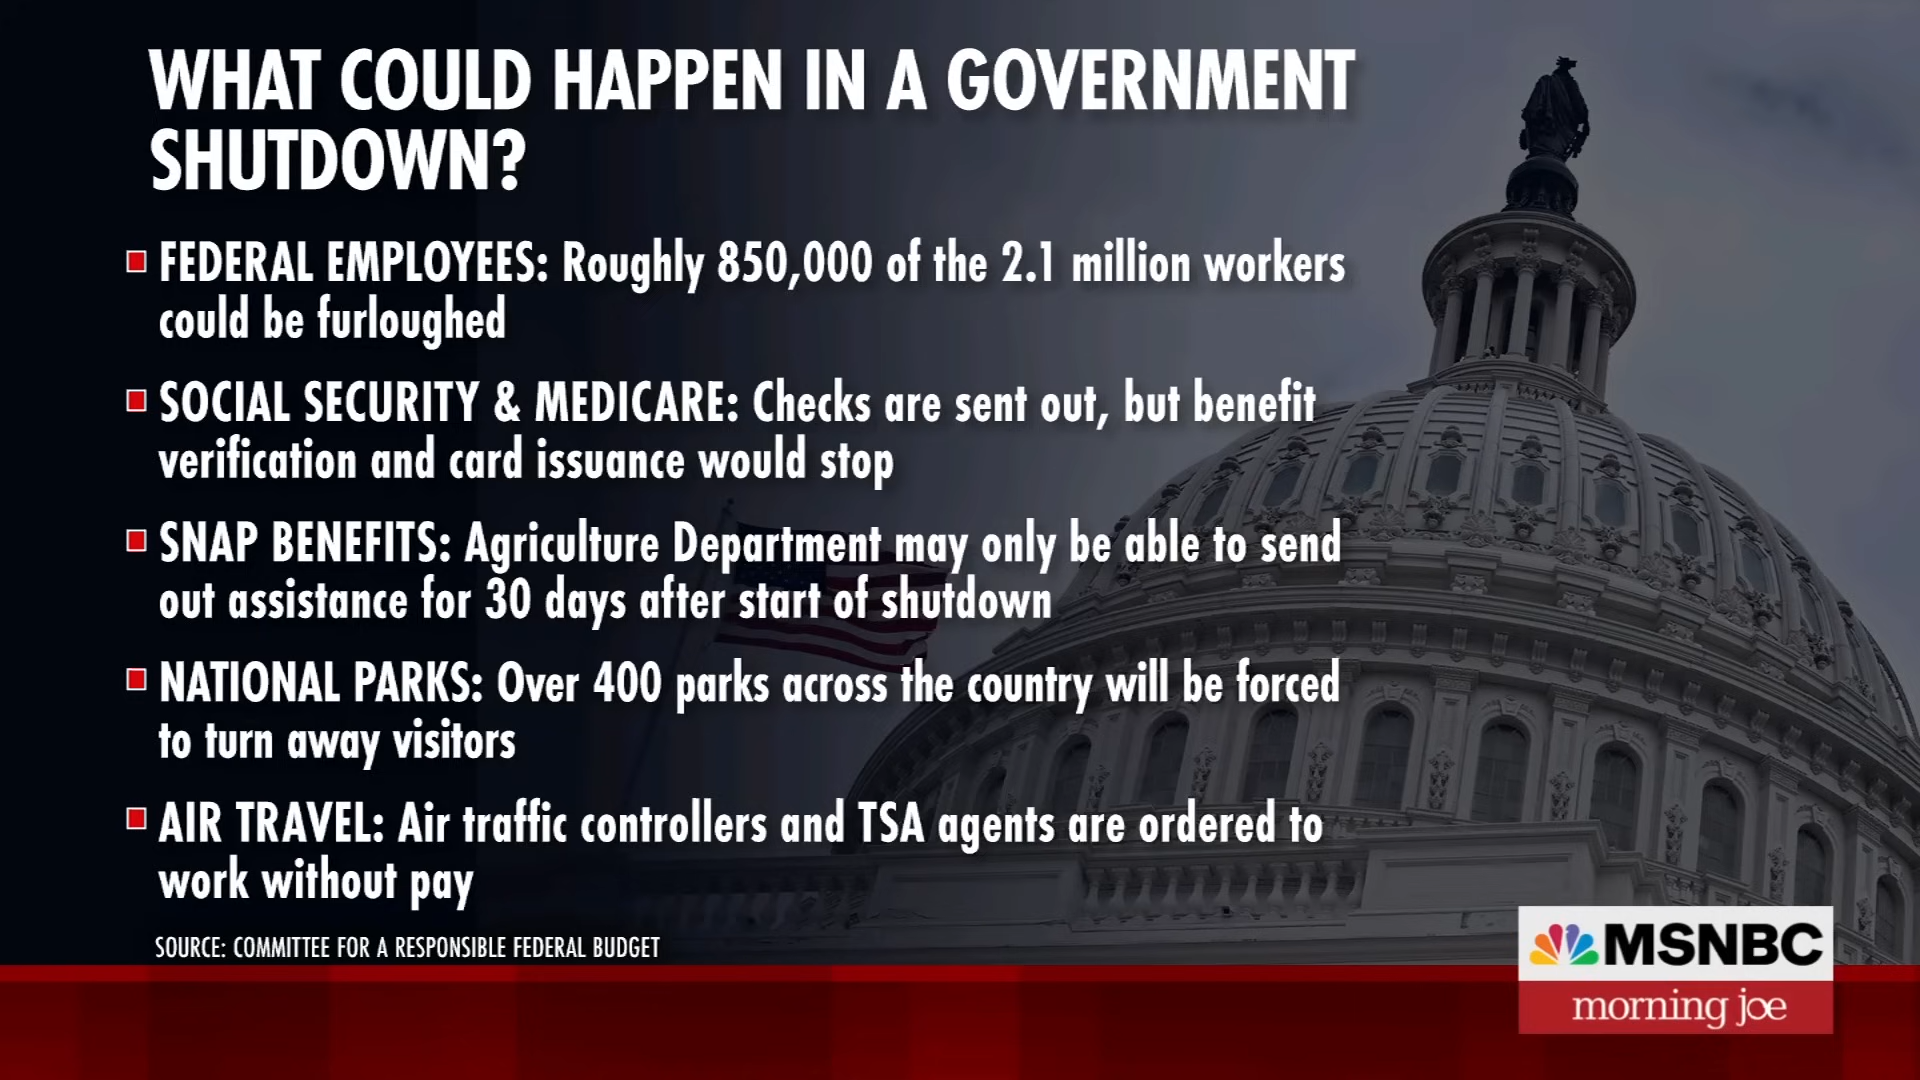 WHAT COULD HAPPEN IN A GOVERNMENT
SHUTDOWN?
FEDERAL EMPLOYEES: Roughly 850,000 of the 2.1 million workers
could be furloughed
SOCIAL SECURITY & MEDICARE: Checks are sent out, but benefit
verification and card issuance would stop
SNAP BENEFITS: Agriculture Department may only be able to send
out assistance for 30 days after start of shutdown
NATIONAL PARKS: Over 400 parks across the country will be forced
to turn away visitors
AIR TRAVEL: Air traffic controllers and TSA agents are ordered to
work without pay
SOURCE: COMMITTEE FOR A RESPONSIBLE FEDERAL BUDGET
MSNBC
morning joe